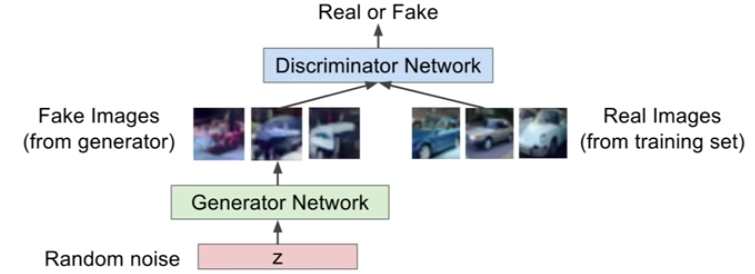 Real or Fake
Discriminator Network
Fake Images
(from generator)
Real Images
(from training set)
Generator Network
Random noise
z